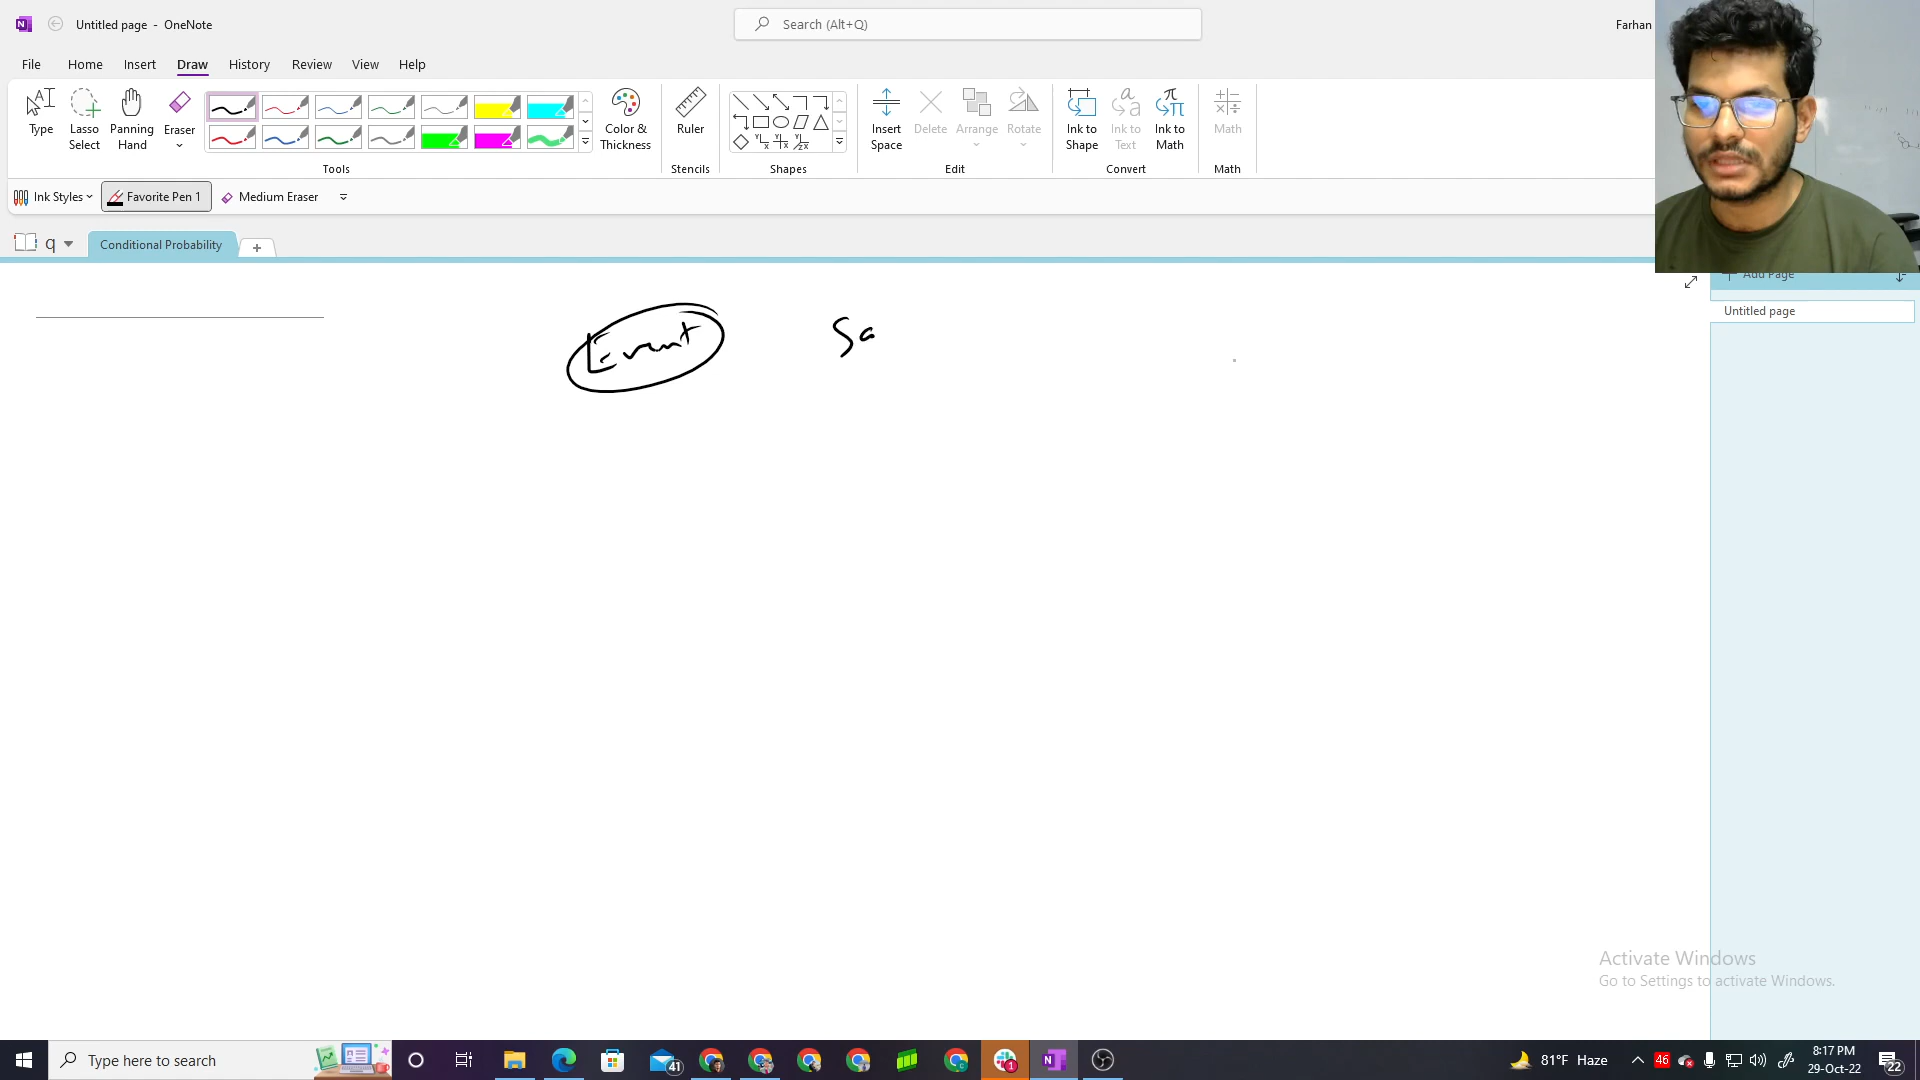 Untitled page - OneNote
Search (Alt+Q)
Farhan
File Home Insert Draw History Review View Help
Type
Lasso Select
Panning Hand
Eraser
Color & Thickness
Ruler
Insert Space
Delete
Arrange
Rotate
Ink to Shape
Ink to Text
Ink to Math
Math
Tools Stencils Shapes Edit Convert Math
Ink Styles Favorite Pen 1 Medium Eraser
q Conditional Probability
Add Page
Untitled page
Event Sa
Activate Windows
Go to Settings to activate Windows.
Type here to search
41
1
81°F Haze
46
8:17 PM
29-Oct-22
22